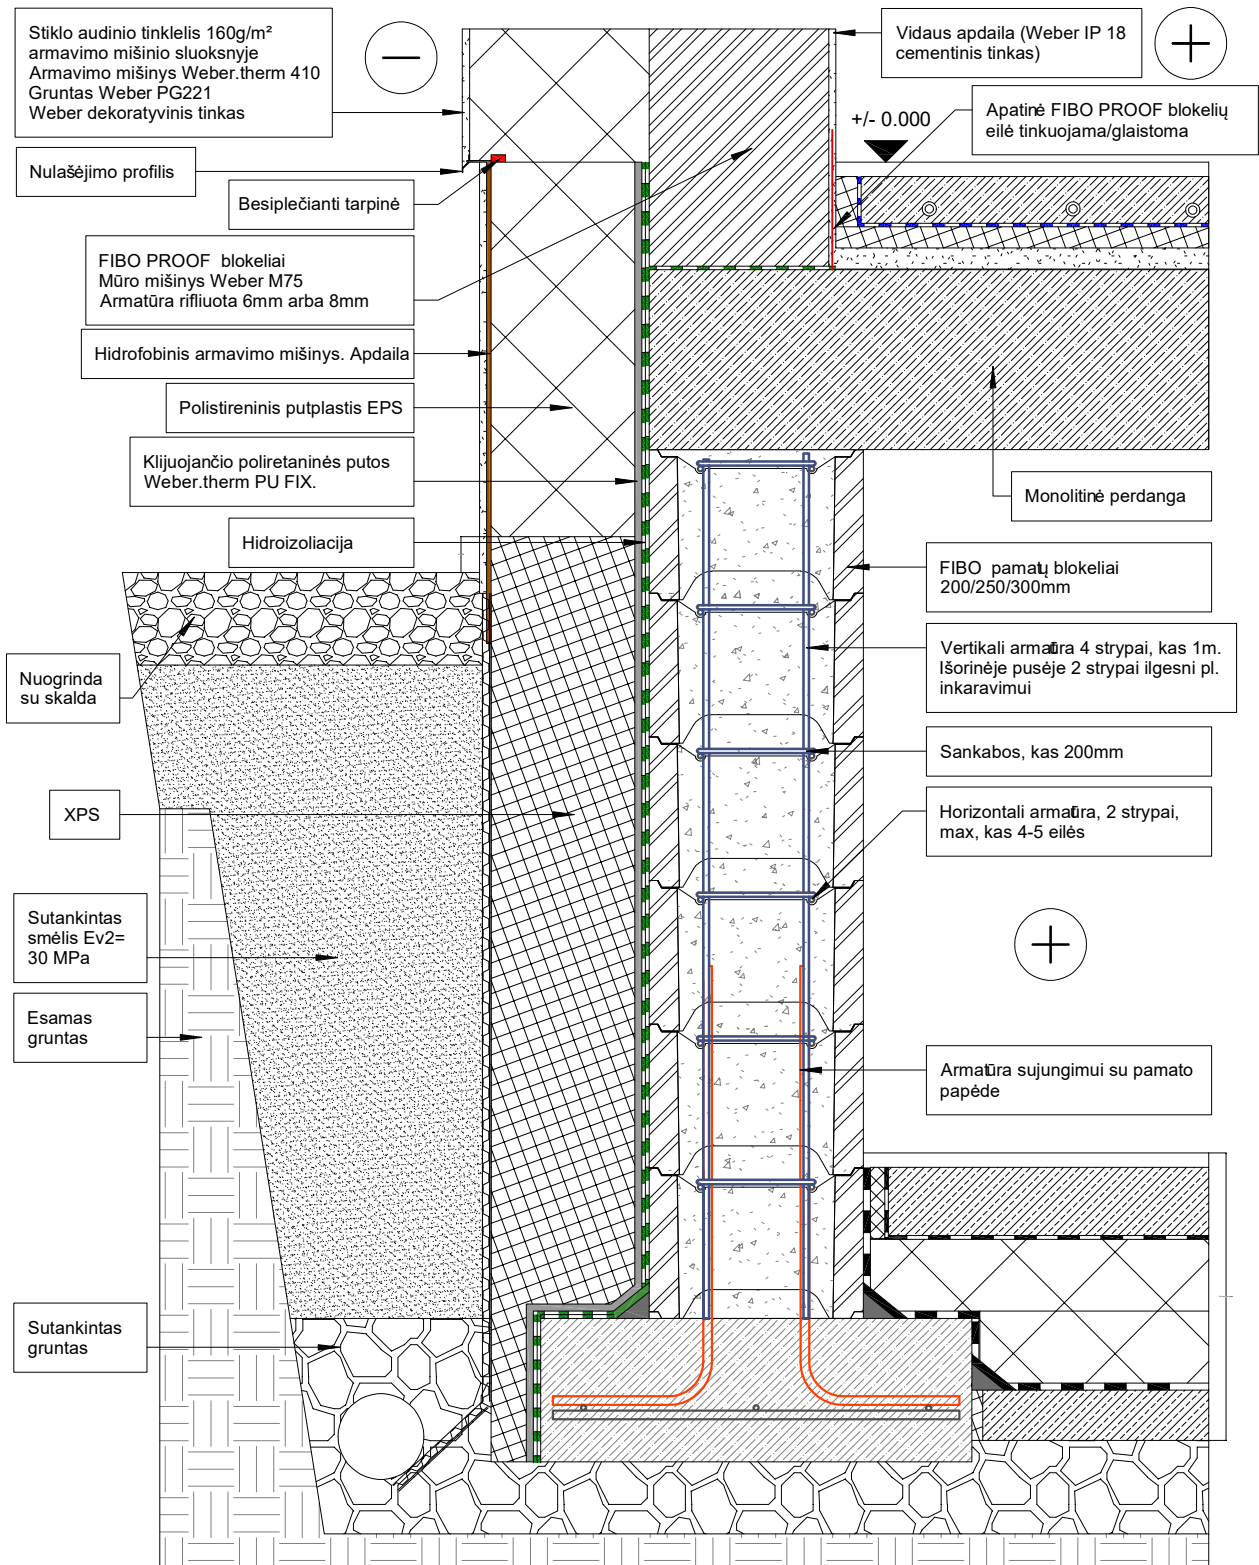 Stiklo audinio tinklelis 160g/m²
armavimo mišinio sluoksnyje
Armavimo mišinys Weber.therm 410
Gruntas Weber PG221
Weber dekoratyvinis tinkas
Vidaus apdaila (Weber IP 18
cementinis tinkas)
Apatinė FIBO PROOF blokelių
eilė tinkuojama/glaistoma
+/- 0.000
Nulašėjimo profilis
Besiplečianti tarpinė
FIBO PROOF blokeliai
Mūro mišinys Weber M75
Armatūra rifliuota 6mm arba 8mm
Hidrofobinis armavimo mišinys. Apdaila
Polistireninis putplastis EPS
Klijuojančio poliretaninės putos
Weber.therm PU FIX.
Monolitinė perdanga
Hidroizoliacija
FIBO pamatų blokeliai
200/250/300mm
Vertikali armatūra 4 strypai, kas 1m.
Išorinėje pusėje 2 strypai ilgesni pl.
inkaravimui
Nuogrinda
su skalda
Sankabos, kas 200mm
XPS
Horizontali armatūra, 2 strypai,
max, kas 4-5 eilės
Sutankintas
smėlis Ev2=
30 MPa
Esamas
gruntas
Armatūra sujungimui su pamato
papėde
Sutankintas
gruntas